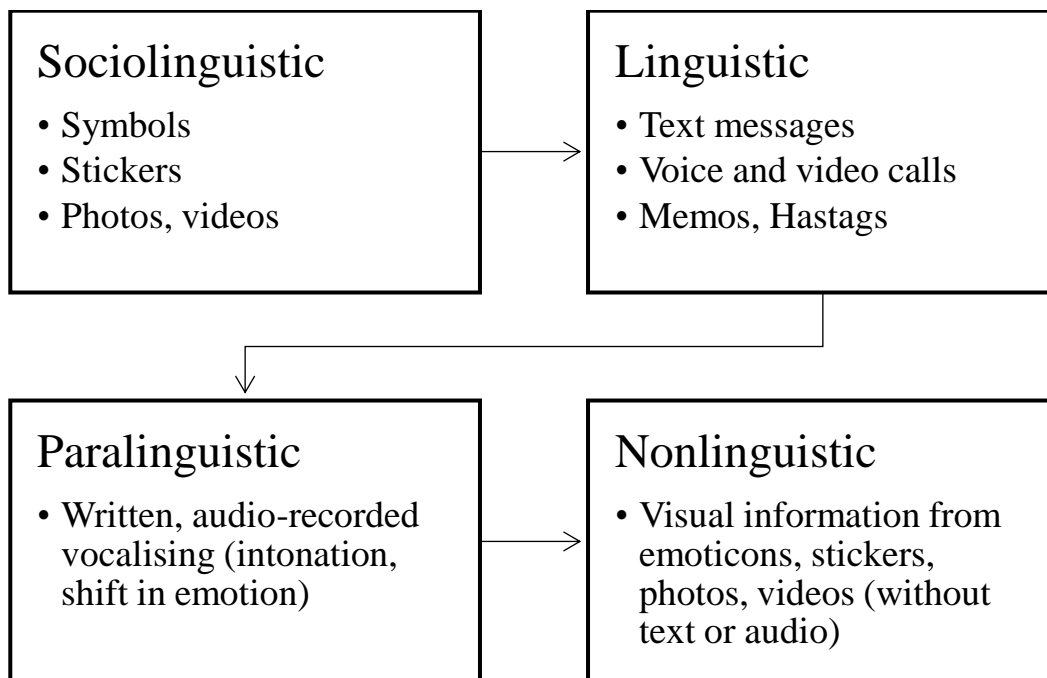 Sociolinguistic
• Symbols
• Stickers
• Photos, videos
Linguistic
• Text messages
• Voice and video calls
• Memos, Hastags
Paralinguistic
• Written, audio-recorded
vocalising (intonation,
shift in emotion)
Nonlinguistic
• Visual information from
emoticons, stickers,
photos, videos (without
text or audio)